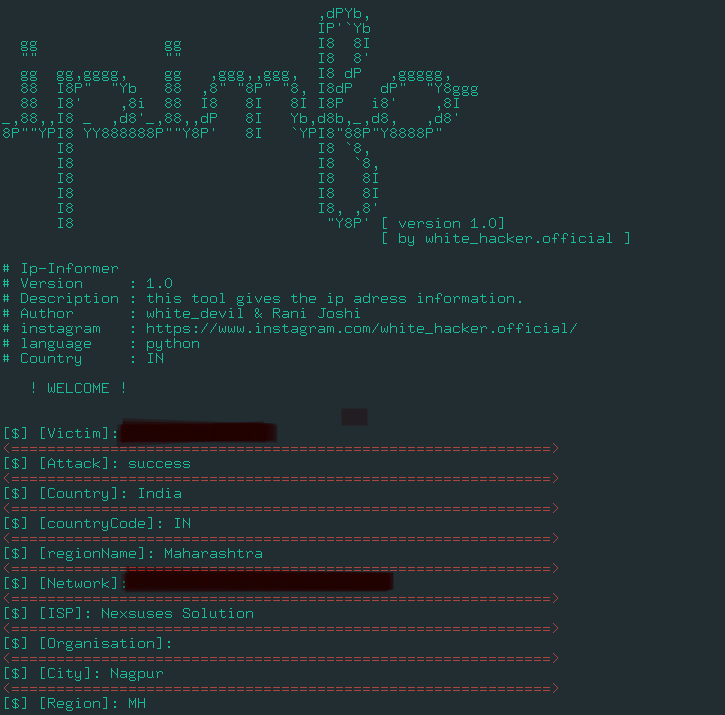 ipinfo
[ version 1.0]
[ by white_hacker.official ]
# Ip-Informer
# Version : 1.0
# Description : this tool gives the ip adress information.
# Author : white_devil & Rani Joshi
# instagram : https://www.instagram.com/white_hacker.official/
# language : python
# Country : IN
! WELCOME !
[$] [Victim]:
<===========================================================>
[$] [Attack]: success
<===========================================================>
[$] [Country]: India
<===========================================================>
[$] [countryCode]: IN
<===========================================================>
[$] [regionName]: Maharashtra
<===========================================================>
[$] [Network]:
<===========================================================>
[$] [ISP]: Nexsuses Solution
<===========================================================>
[$] [Organisation]:
<===========================================================>
[$] [City]: Nagpur
<===========================================================>
[$] [Region]: MH